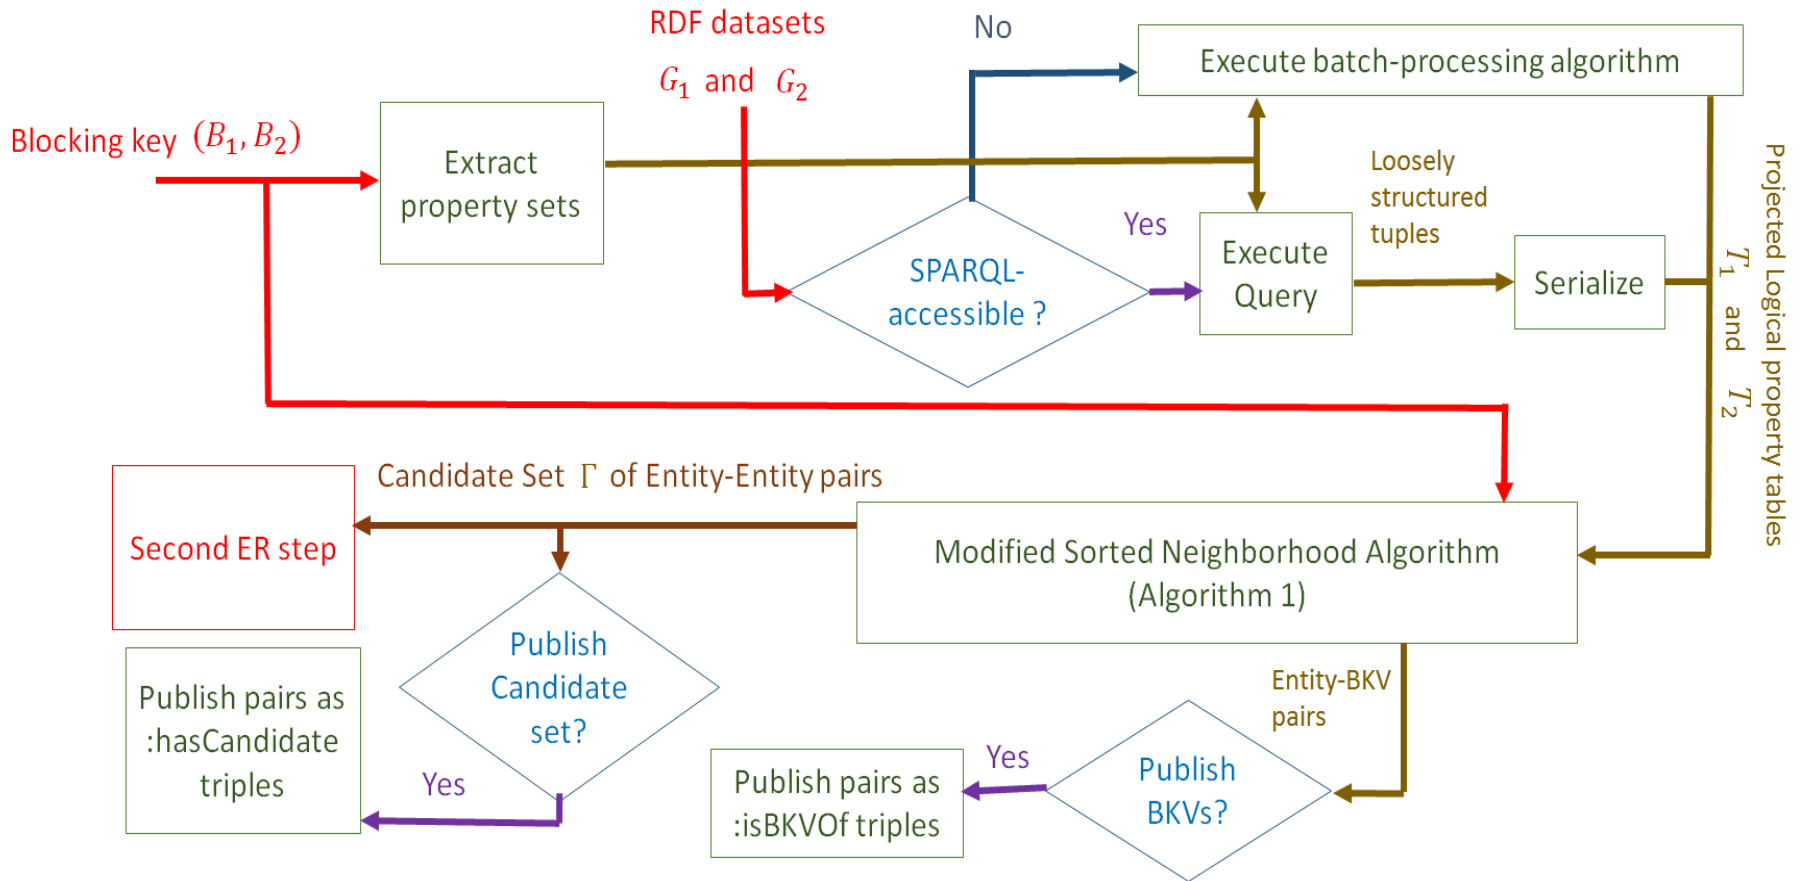 RDF datasets
G₁ and G₂
No
Execute batch-processing algorithm
Blocking key (B₁, B₂)
Extract
property sets
Loosely
structured
tuples
Yes
SPARQL-
accessible ?
Execute
Query
Serialize
Projected Logical property tables
T₁ and T₂
Candidate Set Γ of Entity-Entity pairs
Second ER step
Modified Sorted Neighborhood Algorithm
(Algorithm 1)
Publish
Candidate
set?
Publish pairs as
:hasCandidate
triples
Yes
Entity-BKV
pairs
Publish
BKVs?
Yes
Publish pairs as
:isBKVOf triples